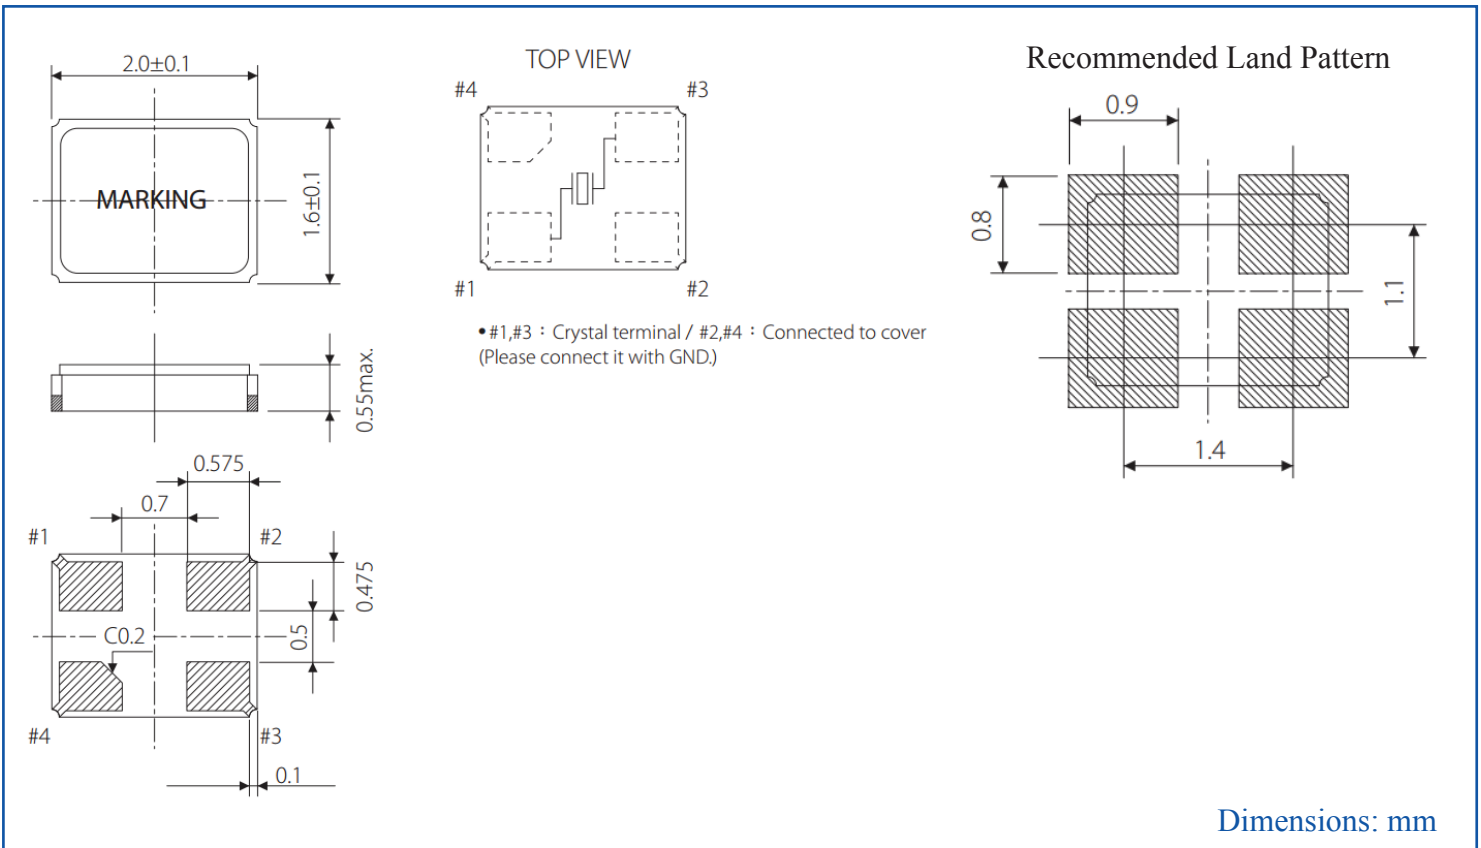 2.0±0.1
MARKING
1.6±0.1
0.55max.
0.575
0.7
#1
#2
0.475
C0.2
0.5
#4
#3
0.1
TOP VIEW
#4
#3
#1
#2
•#1,#3 : Crystal terminal / #2,#4 : Connected to cover
(Please connect it with GND.)
Recommended Land Pattern
0.9
0.8
1.1
1.4
Dimensions: mm